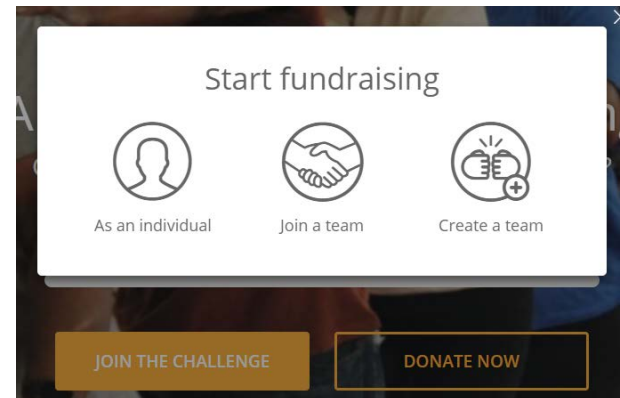 Start fundraising
As an individual
Join a team
Create a team
JOIN THE CHALLENGE
DONATE NOW